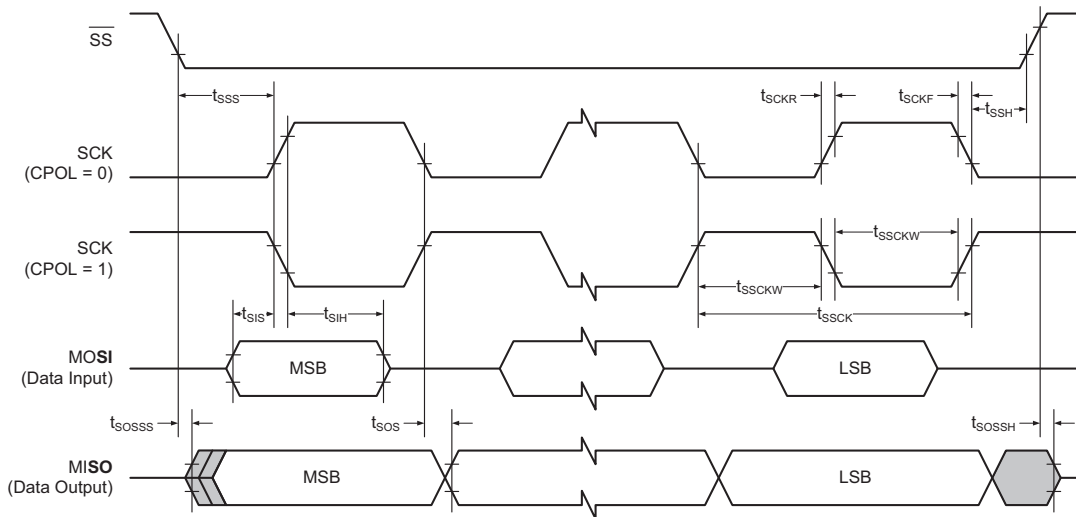 SS
tSSS
tSCKR
tSCKF
tSSH
SCK
(CPOL = 0)
SCK
(CPOL = 1)
tSSCKW
tSSCKW
tSSCK
tSIS
tSIH
MOSI
(Data Input)
MSB
LSB
tSOSSS
tSOS
tSOSSH
MISO
(Data Output)
MSB
LSB